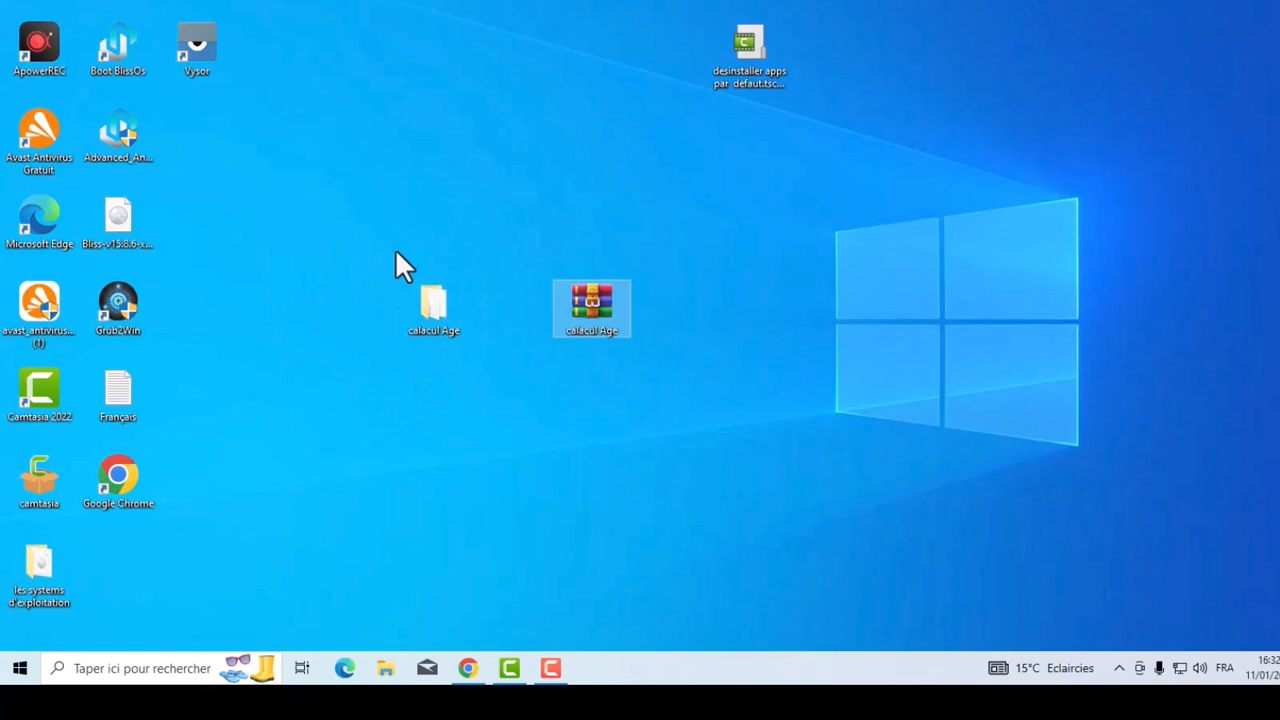 ApowerREC
Boot BlissOs
Vysor
desinstaller apps
par defaut.tsc...
Avast Antivirus
Gratuit
Advanced_An...
Microsoft Edge
Bliss-v15.8.6-x...
avast_antivirus...
(1)
Grub2Win
calacul Age
calacul Age
Camtasia 2022
Français
camtasia
Google Chrome
les systems
d'exploitation
Taper ici pour rechercher
15°C Eclaircies
FRA
16:32
11/01/2